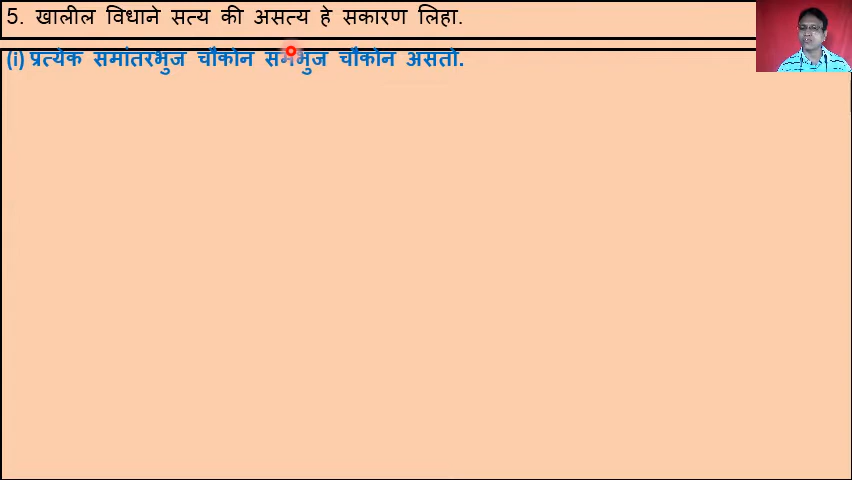 5. खालील विधाने सत्य की असत्य हे सकारण लिहा.
(i) प्रत्येक समांतरभुज चौकोन समभुज चौकोन असतो.